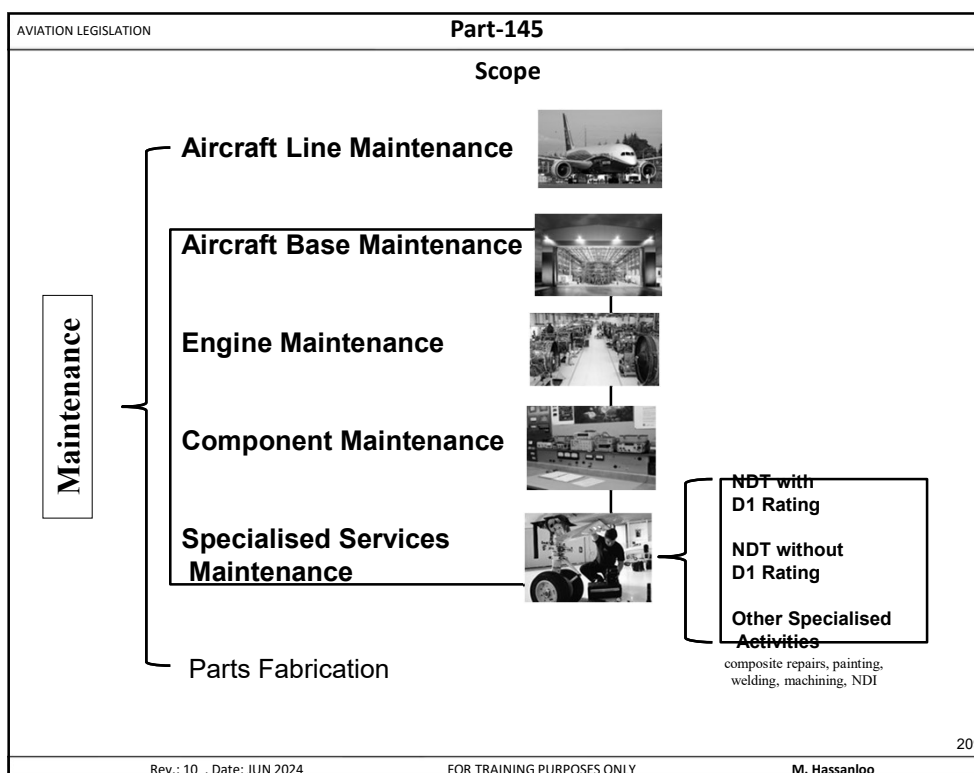 AVIATION LEGISLATION
Part-145
Scope
Maintenance
Aircraft Line Maintenance
Aircraft Base Maintenance
Engine Maintenance
Component Maintenance
Specialised Services
Maintenance
NDT with
D1 Rating
NDT without
D1 Rating
Other Specialised
Activities
composite repairs, painting,
welding, machining, NDI
Parts Fabrication
20
Rev.: 10 , Date: JUN 2024
FOR TRAINING PURPOSES ONLY
M. Hassanloo